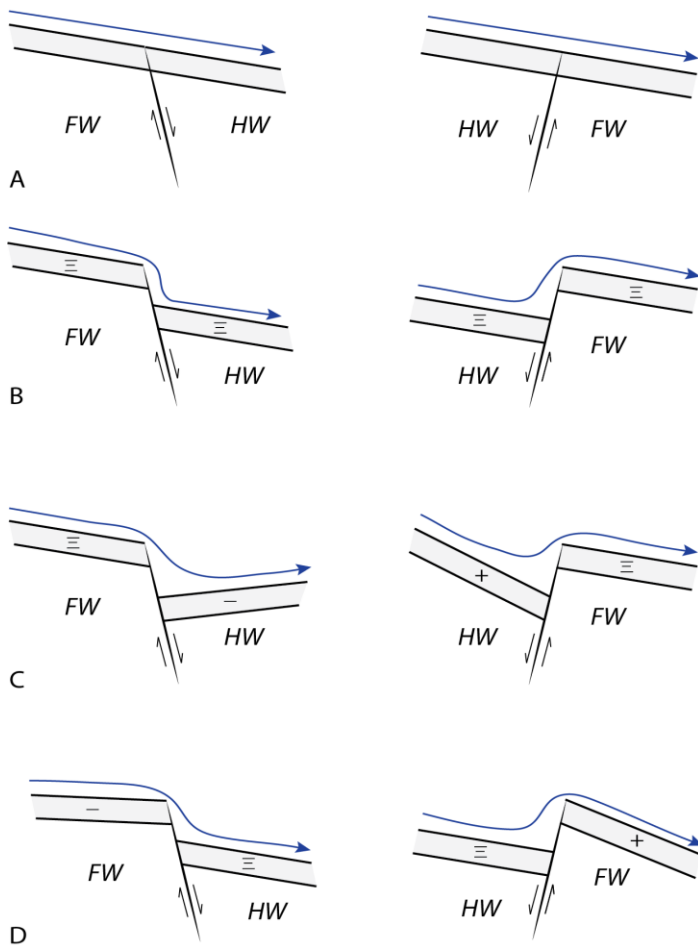 FW HW HW FW
A
Ξ Ξ
Ξ Ξ
FW HW HW FW
B
Ξ + Ξ
−
FW HW HW FW
C
− Ξ +
Ξ
FW HW HW FW
D